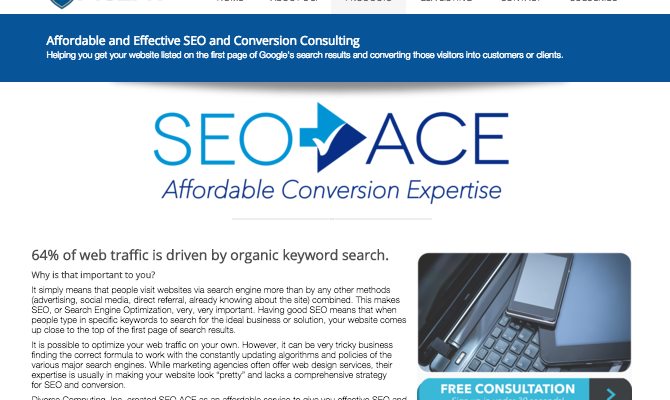 Affordable and Effective SEO and Conversion Consulting
Helping you get your website listed on the first page of Google's search results and converting those visitors into customers or clients.
SEO ACE
Affordable Conversion Expertise
64% of web traffic is driven by organic keyword search.
Why is that important to you?
It simply means that people visit websites via search engine more than by any other methods
(advertising, social media, direct referral, already knowing about the site) combined. This makes
SEO, or Search Engine Optimization, very, very important. Having good SEO means that when
people type in specific keywords to search for the ideal business or solution, your website comes
up close to the top of the first page of search results.
It is possible to optimize your web traffic on your own. However, it can be very tricky business
finding the correct formula to work with the constantly updating algorithms and policies of the
various major search engines. While marketing agencies often offer web design services, their
expertise is usually in making your website look "pretty" and lacks a comprehensive strategy
for SEO and conversion.
Diverse Computing, Inc. created SEO ACE as an affordable service to give you effective SEO and
FREE CONSULTATION